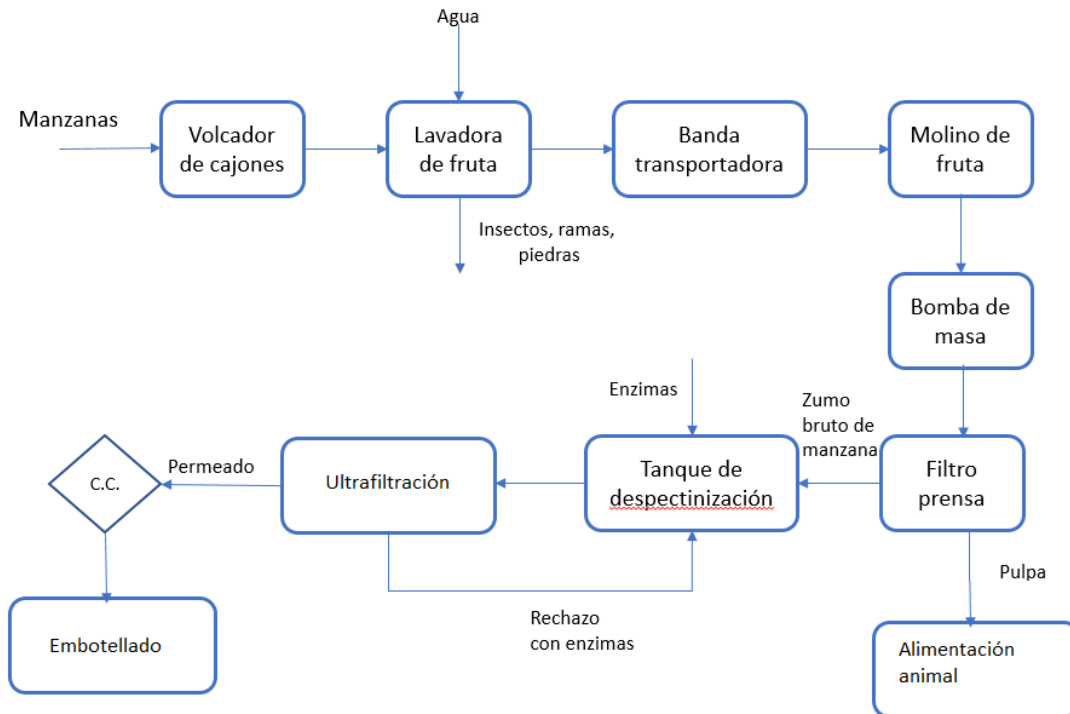 Agua
Manzanas
Volcador
de cajones
Lavadora
de fruta
Banda
transportadora
Molino de
fruta
Insectos, ramas,
piedras
Bomba de
masa
Enzimas
Zumo
bruto de
manzana
Filtro
prensa
Tanque de
despectinización
Ultrafiltración
Permeado
C.C.
Pulpa
Rechazo
con enzimas
Embotellado
Alimentación
animal